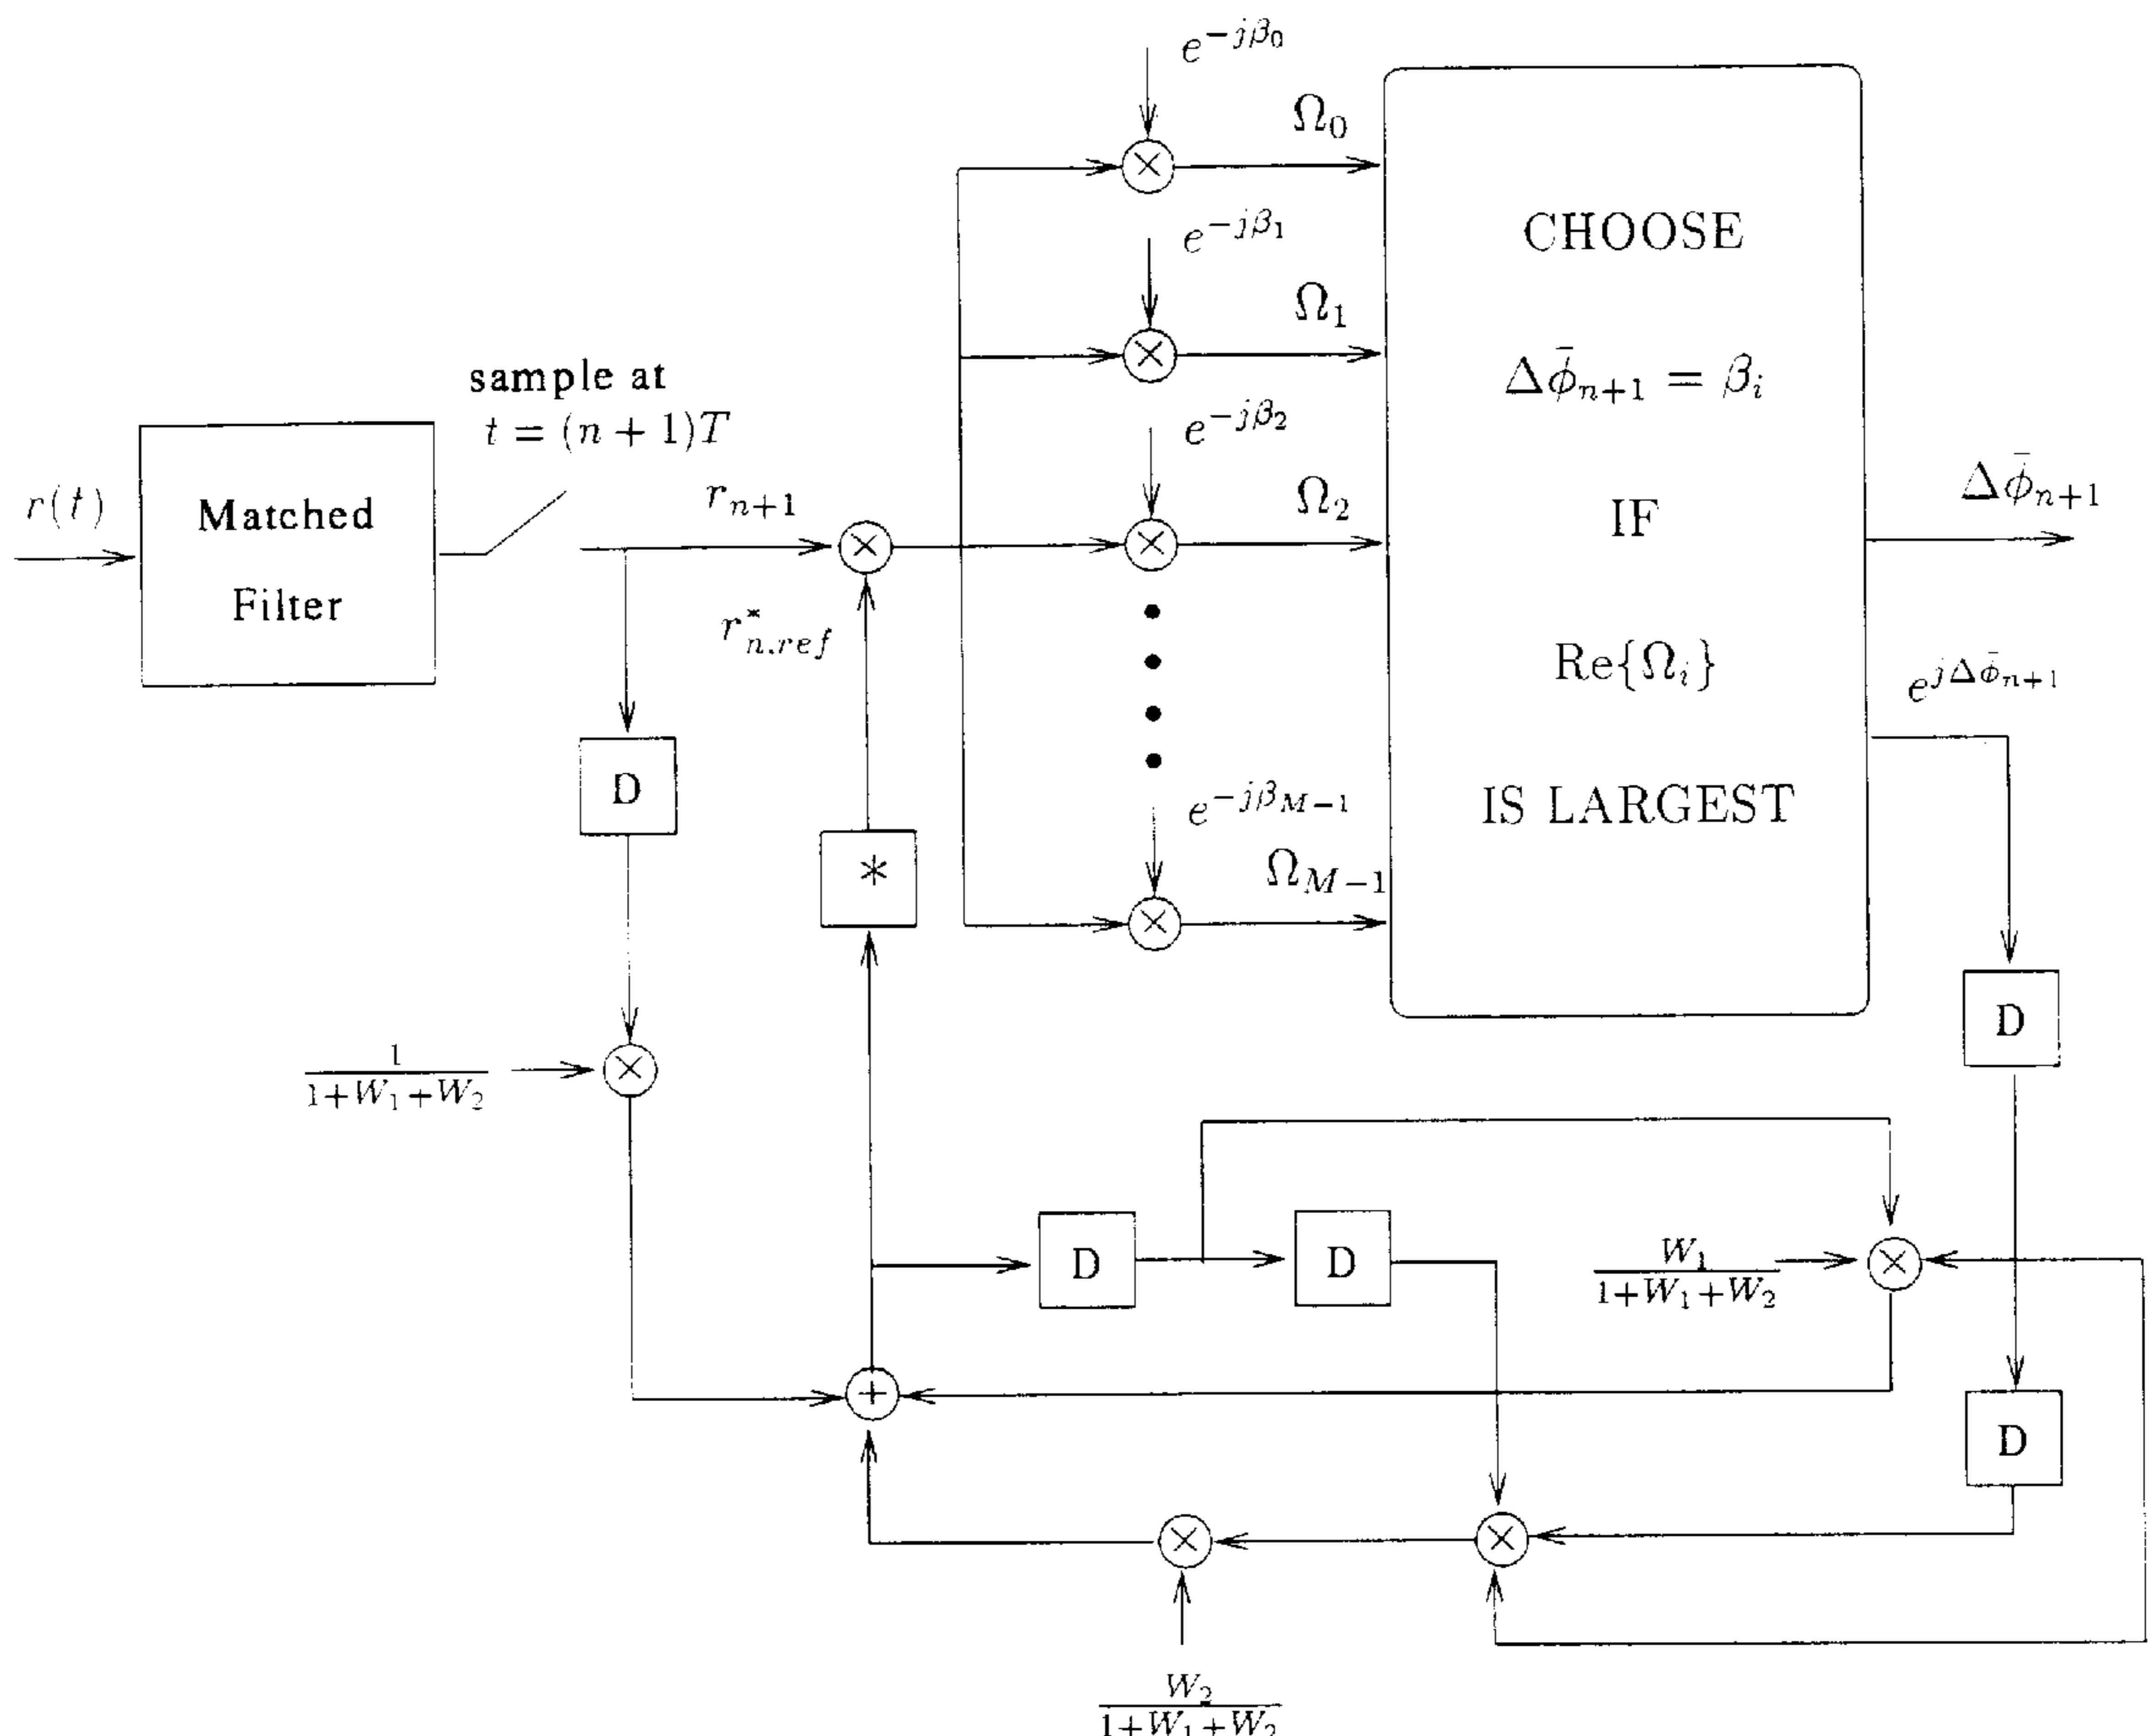 e^{-jβ_0}
Ω_0
e^{-jβ_1}
Ω_1
e^{-jβ_2}
Ω_2
e^{-jβ_{M-1}}
Ω_{M-1}
CHOOSE
Δφ̄_{n+1} = β_i
IF
Re{Ω_i}
IS LARGEST
sample at
t = (n + 1)T
r(t)
Matched
Filter
r_{n+1}
r*_{n,ref}
Δφ̄_{n+1}
e^{jΔφ̄_{n+1}}
D
*
D
1/(1+W_1+W_2)
D
D
W_1/(1+W_1+W_2)
D
W_2/(1+W_1+W_2)